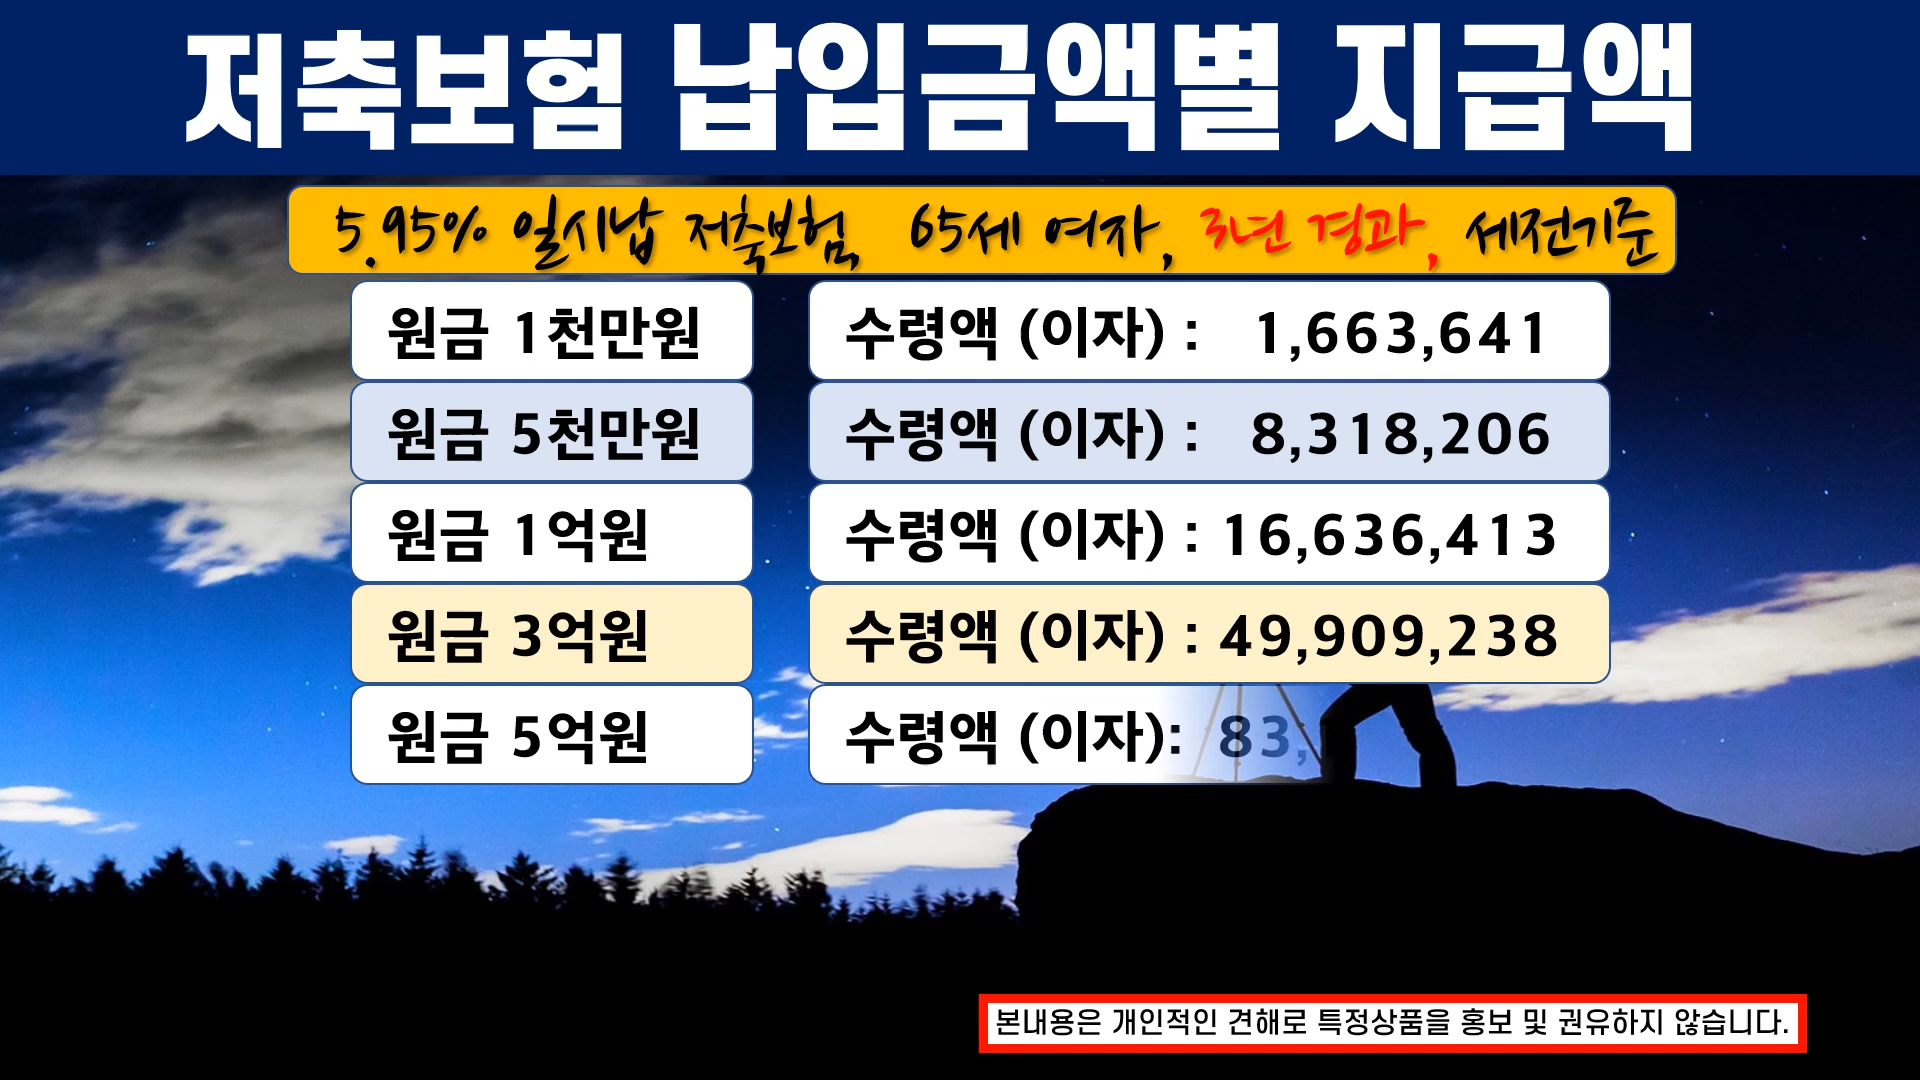 저축보험 납입금액별 지급액
5.95% 일시납 저축보험, 65세 여자, 3년 경과, 세전기준
원금 1천만원 수령액 (이자) : 1,663,641
원금 5천만원 수령액 (이자) : 8,318,206
원금 1억원 수령액 (이자) : 16,636,413
원금 3억원 수령액 (이자) : 49,909,238
원금 5억원 수령액 (이자): 83,
본내용은 개인적인 견해로 특정상품을 홍보 및 권유하지 않습니다.